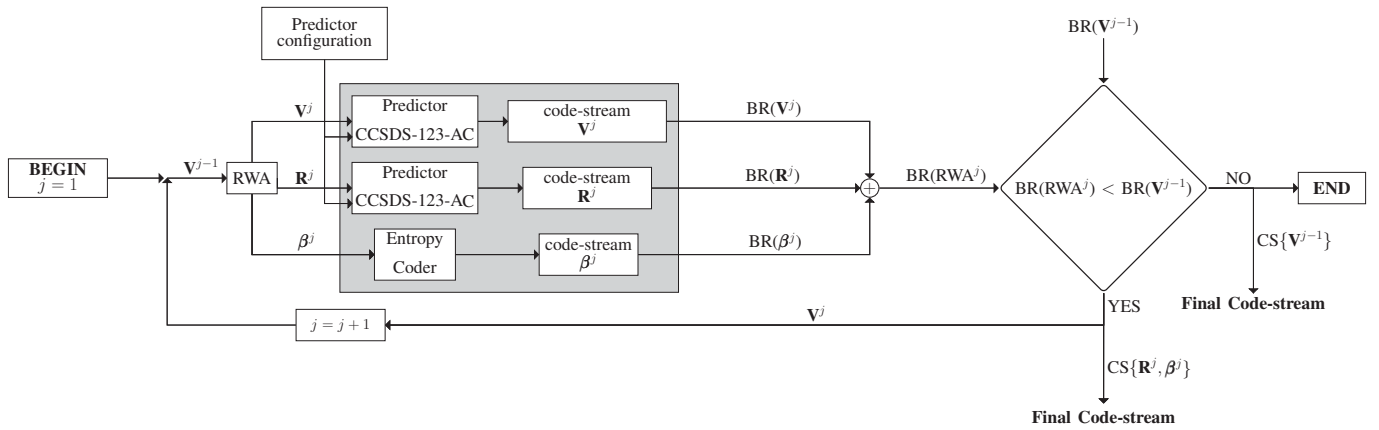 Predictor
configuration
BR(V^{j−1})
V^j
Predictor
CCSDS-123-AC
code-stream
V^j
BR(V^j)
BEGIN
j = 1
V^{j−1}
RWA
R^j
Predictor
CCSDS-123-AC
code-stream
R^j
BR(R^j)
+
BR(RWA^j)
BR(RWA^j) < BR(V^{j−1})
NO
END
β^j
Entropy
Coder
code-stream
β^j
BR(β^j)
CS{V^{j−1}}
Final Code-stream
YES
j = j + 1
V^j
CS{R^j, β^j}
Final Code-stream